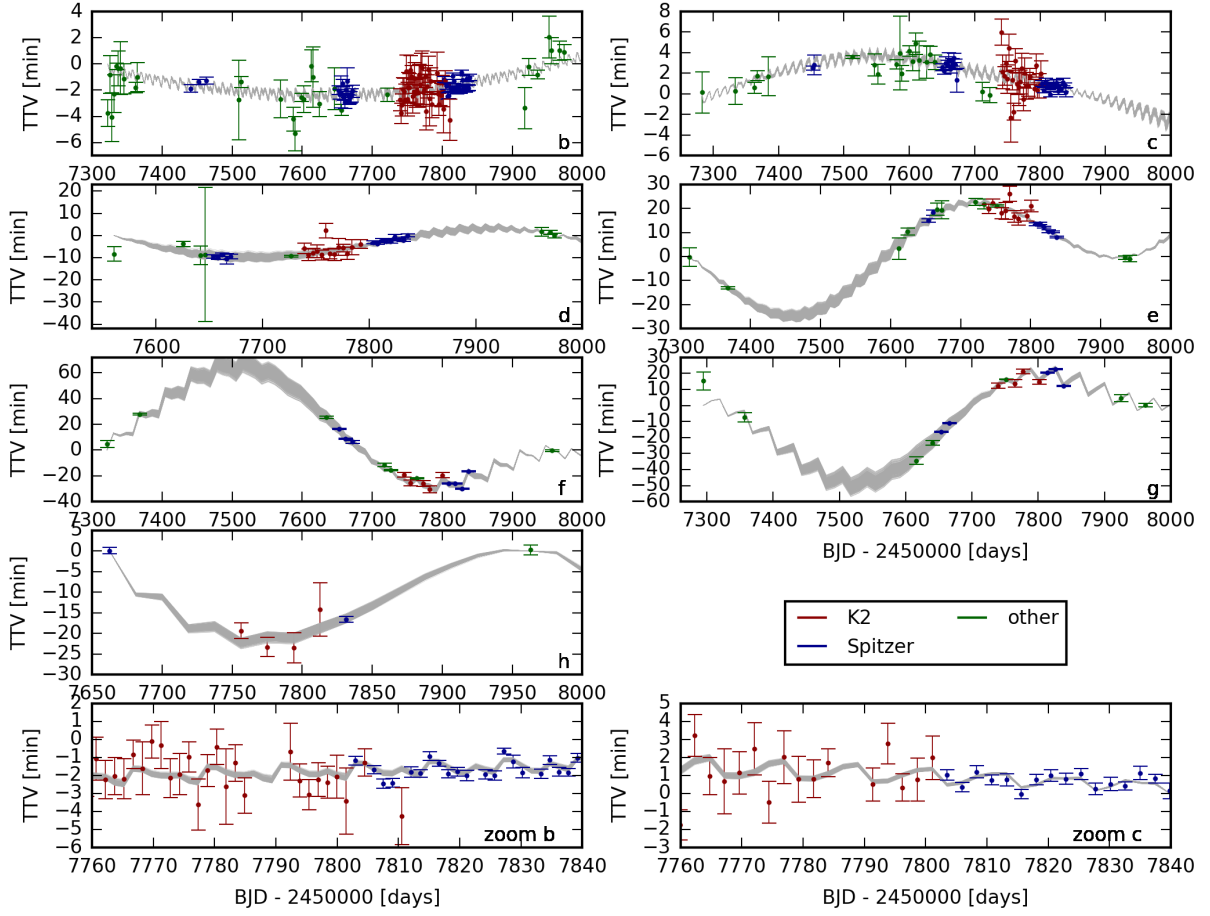 4
2
0
−2
−4
−6
TTV [min]
b
7300 7400 7500 7600 7700 7800 7900 8000
8
6
4
2
0
−2
−4
−6
TTV [min]
c
7300 7400 7500 7600 7700 7800 7900 8000
20
10
0
−10
−20
−30
−40
TTV [min]
d
7600 7700 7800 7900 8000
30
20
10
0
−10
−20
−30
TTV [min]
e
7300 7400 7500 7600 7700 7800 7900 8000
60
40
20
0
−20
−40
TTV [min]
f
7300 7400 7500 7600 7700 7800 7900 8000
30
20
10
0
−10
−20
−30
−40
−50
−60
TTV [min]
g
7300 7400 7500 7600 7700 7800 7900 8000
BJD - 2450000 [days]
5
0
−5
−10
−15
−20
−25
−30
TTV [min]
h
7650 7700 7750 7800 7850 7900 7950 8000
K2 other
Spitzer
2
1
0
−1
−2
−3
−4
−5
−6
TTV [min]
zoom b
7760 7770 7780 7790 7800 7810 7820 7830 7840
BJD - 2450000 [days]
5
4
3
2
1
0
−1
−2
−3
TTV [min]
zoom c
7760 7770 7780 7790 7800 7810 7820 7830 7840
BJD - 2450000 [days]